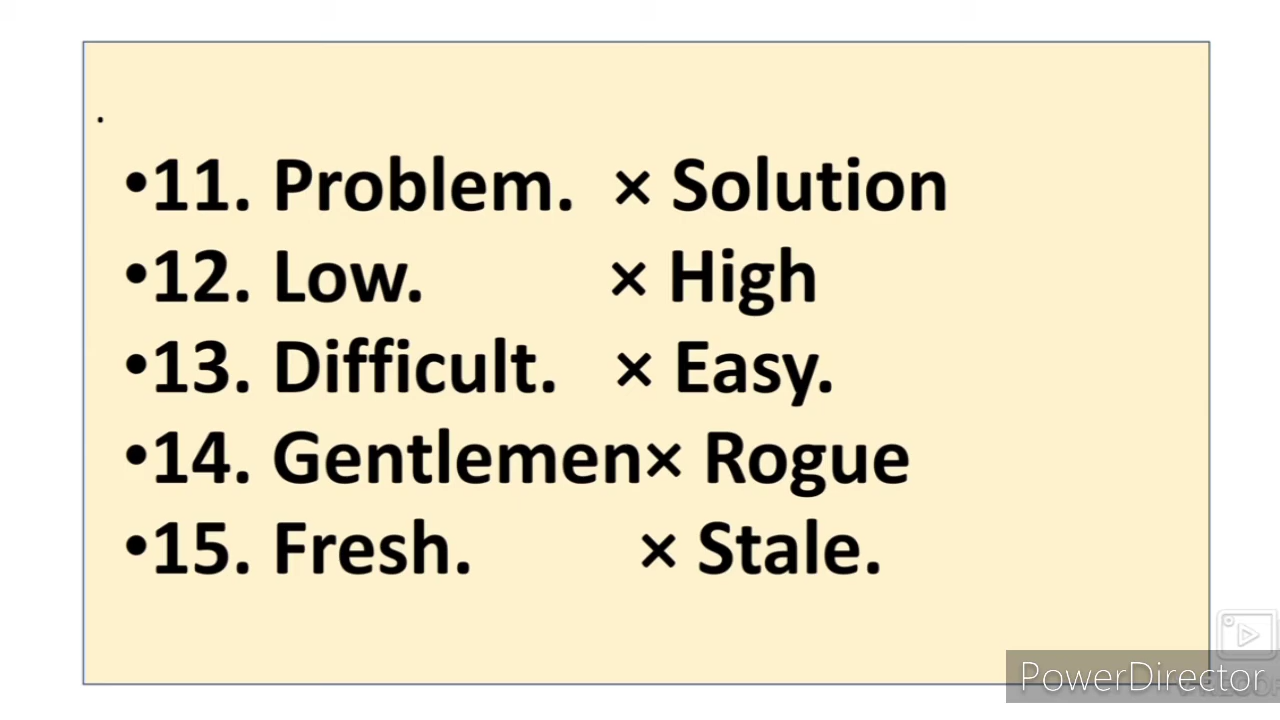 .
•11. Problem. × Solution
•12. Low. × High
•13. Difficult. × Easy.
•14. Gentlemen× Rogue
•15. Fresh. × Stale.
PowerDirector